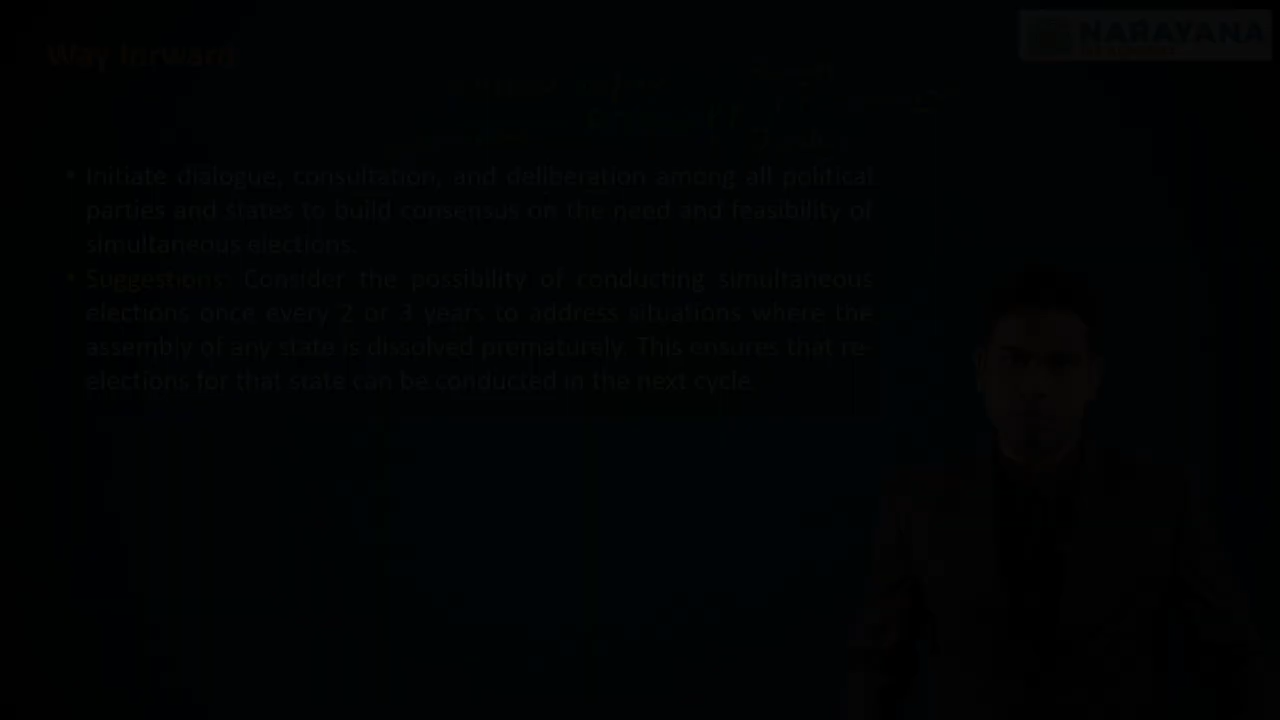 Way forward
NARAYANA
• Initiate dialogue, consultation, and deliberation among all political
parties and states to build consensus on the need and feasibility of
simultaneous elections.
• Suggestions: Consider the possibility of conducting simultaneous
elections once every 2 or 3 years to address situations where the
assembly of any state is dissolved prematurely. This ensures that re-
elections for that state can be conducted in the next cycle.